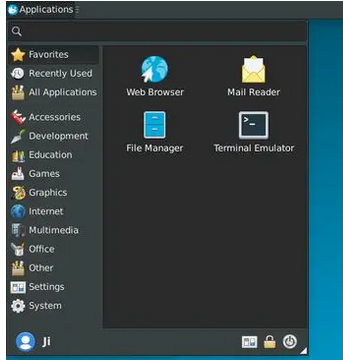 Applications
Favorites
Recently Used
All Applications
Accessories
Development
Education
Games
Graphics
Internet
Multimedia
Office
Other
Settings
System
Web Browser
Mail Reader
File Manager
Terminal Emulator
Ji